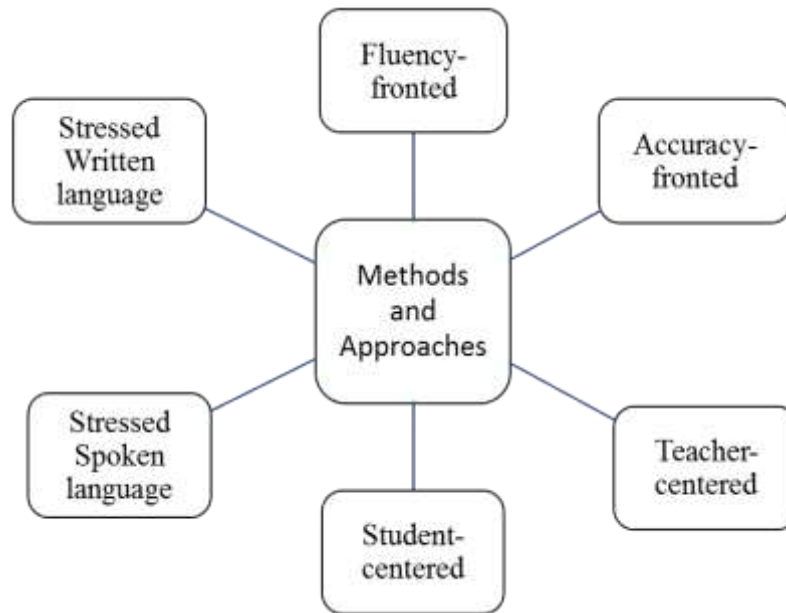 Fluency-
fronted
Stressed
Written
language
Accuracy-
fronted
Methods
and
Approaches
Stressed
Spoken
language
Teacher-
centered
Student-
centered